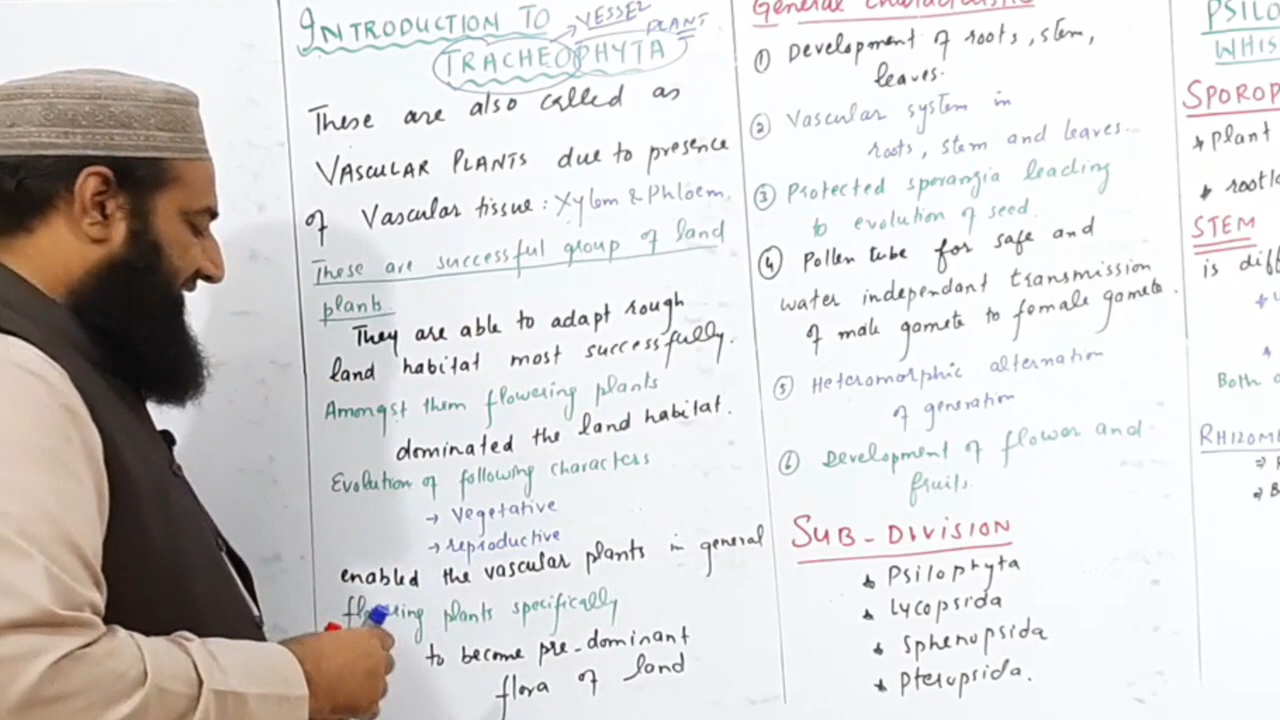 INTRODUCTION TO
VESSEL
PLANT
TRACHEOPHYTA
These are also called as
VASCULAR PLANTS due to presence
of Vascular tissue: Xylem & Phloem.
These are successful group of land
plants.
They are able to adapt rough
land habitat most successfully.
Amongst them flowering plants
dominated the land habitat.
Evolution of following characters
→ Vegetative
→ reproductive
enabled the vascular plants in general
flowering plants specifically
to become pre-dominant
flora of land
General Characteristic
① Development of roots, stem,
leaves.
② Vascular system in
roots, stem and leaves.
③ Protected sporangia leading
to evolution of seed.
④ Pollen tube for safe and
water independant transmission
of male gamete to female gamete.
⑤ Heteromorphic alternation
of generation
⑥ Development of flower and
fruits.
SUB-DIVISION
* Psilophyta
* Lycopsida
* Sphenopsida
* Pteropsida.
PSILO
WHIS
SPOROP
* plant
* rootle
STEM
is diff
Both
RHIZOM